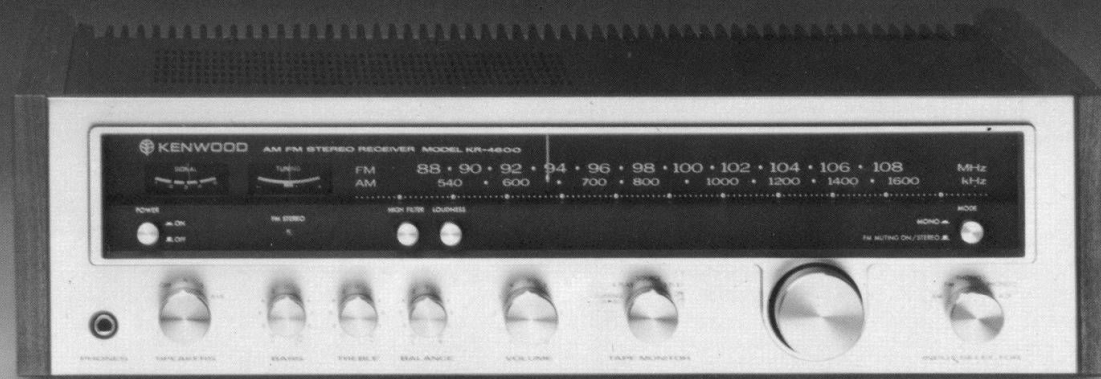 KENWOOD AM FM STEREO RECEIVER MODEL KR-4600
SIGNAL TUNING
FM 88 · 90 · 92 · 94 · 96 · 98 · 100 · 102 · 104 · 106 · 108 MHz
AM 540 · 600 · 700 · 800 · 1000 · 1200 · 1400 · 1600 kHz
POWER
ON
OFF
FM STEREO
HIGH FILTER LOUDNESS
MODE
MONO
FM MUTING ON/STEREO
PHONES SPEAKERS BASS TREBLE BALANCE VOLUME TAPE MONITOR INPUT SELECTOR